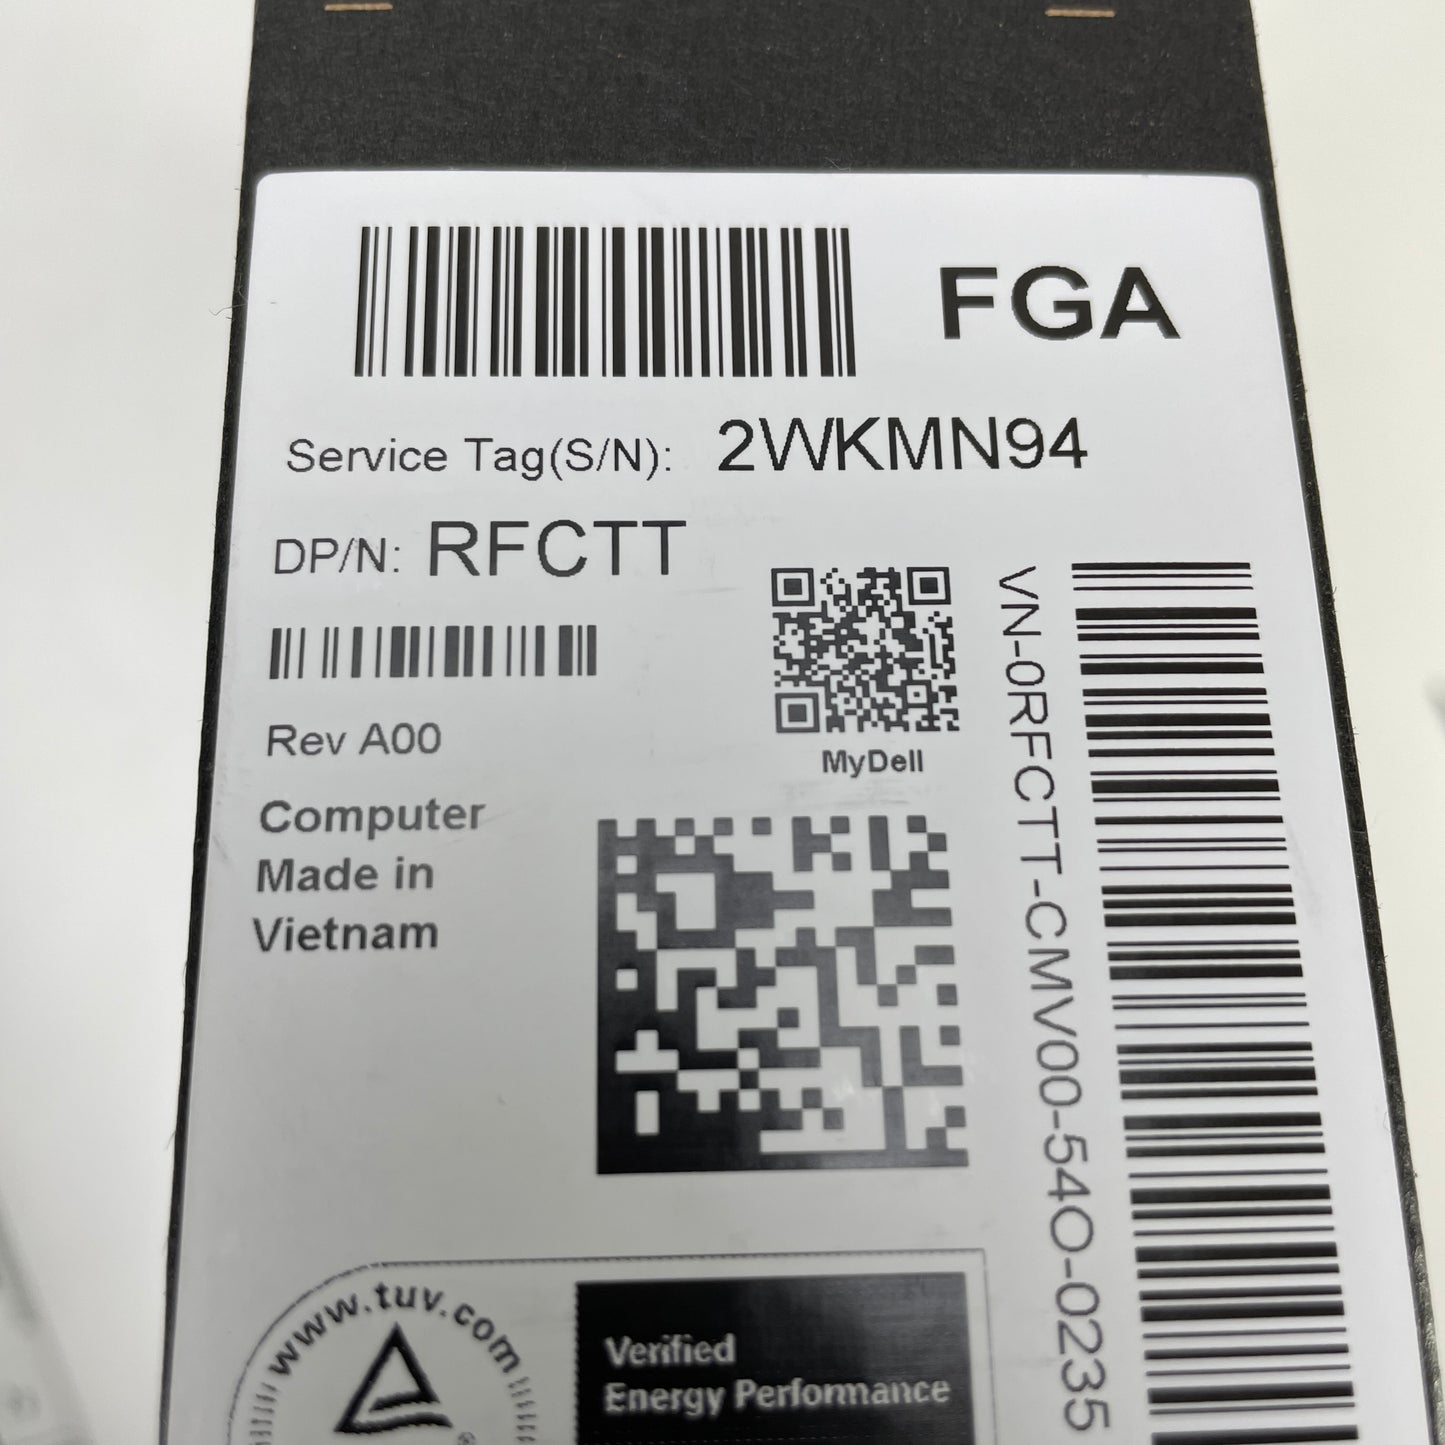 FGA
Service Tag(S/N): 2WKMN94
DP/N: RFCTT
MyDell
Rev A00
Computer
Made in
Vietnam
VN-0RFCTT-CMV00-54O-0235
www.tuv.com
Verified
Energy Performance